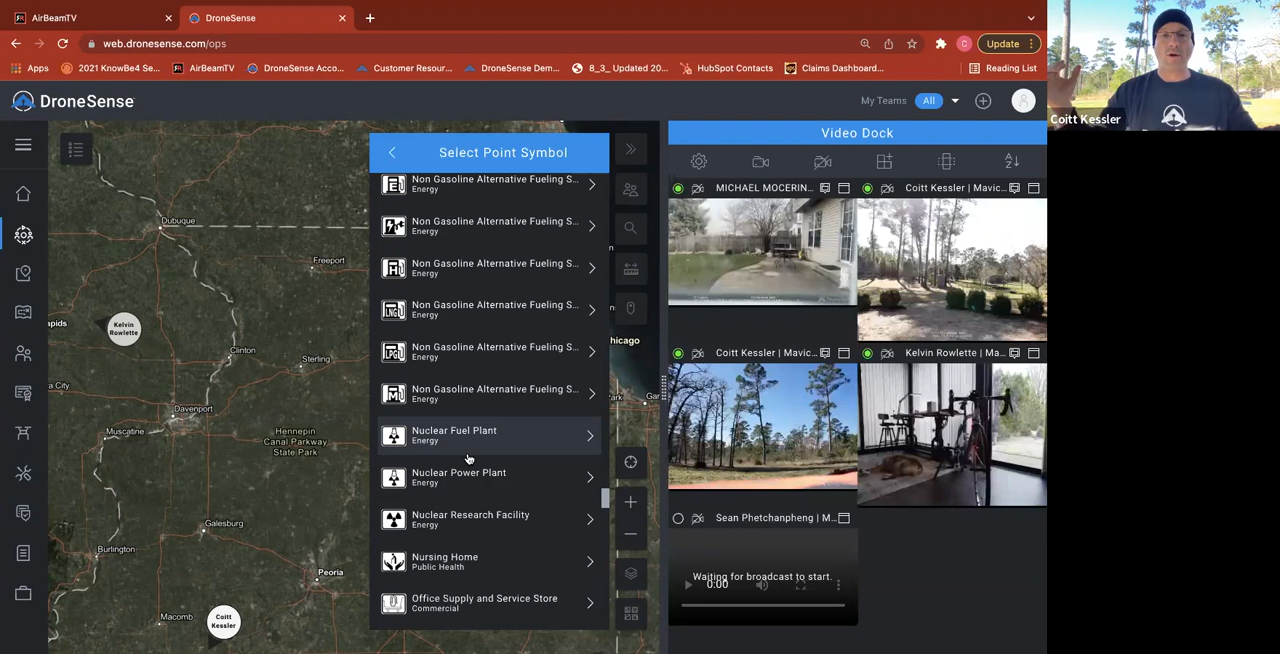 AirBeamTV
DroneSense
web.dronesense.com/ops
Update
Apps
2021 KnowBe4 Se...
AirBeamTV
DroneSense Acco...
Customer Resour...
DroneSense Dem...
8_3_ Updated 20...
HubSpot Contacts
Claims Dashboard...
Reading List
DroneSense
My Teams
All
Coitt Kessler
Select Point Symbol
Non Gasoline Alternative Fueling S...
Energy
Non Gasoline Alternative Fueling S...
Energy
Non Gasoline Alternative Fueling S...
Energy
Non Gasoline Alternative Fueling S...
Energy
Non Gasoline Alternative Fueling S...
Energy
Non Gasoline Alternative Fueling S...
Energy
Nuclear Fuel Plant
Energy
Nuclear Power Plant
Energy
Nuclear Research Facility
Energy
Nursing Home
Public Health
Office Supply and Service Store
Commercial
Dubuque
Freeport
Kelvin
Rowlette
apids
Clinton
Sterling
a City
Davenport
Muscatine
Hennepin
Canal Parkway
State Park
Galesburg
Burlington
Peoria
Macomb
Coitt
Kessler
hicago
ark
Gar
Video Dock
MICHAEL MOCERIN...
Coitt Kessler | Mavic...
Coitt Kessler | Mavic...
Kelvin Rowlette | Ma...
Sean Phetchanpheng | M...
Waiting for broadcast to start.
0:00